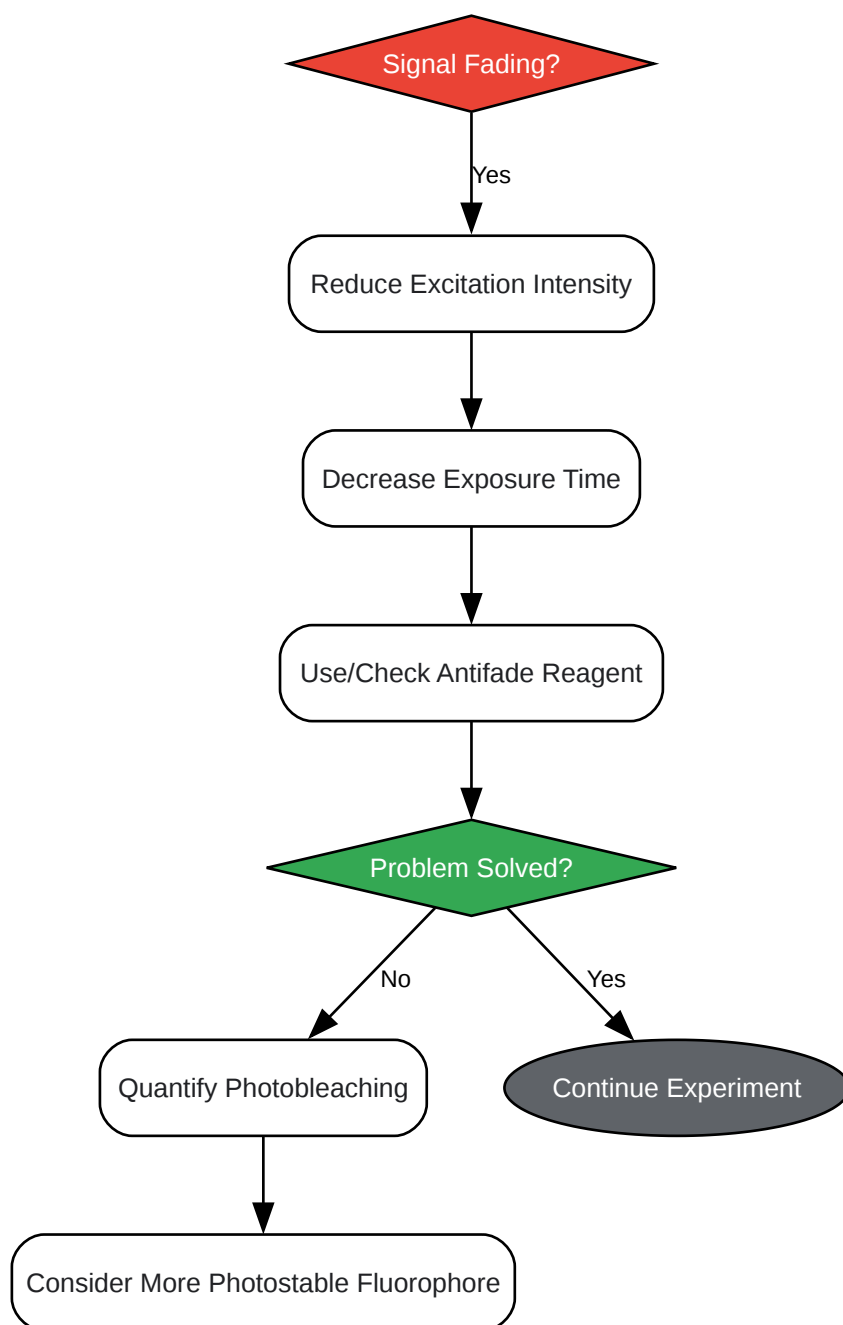 Signal Fading?
Yes
Reduce Excitation Intensity
Decrease Exposure Time
Use/Check Antifade Reagent
Problem Solved?
No
Yes
Quantify Photobleaching
Continue Experiment
Consider More Photostable Fluorophore